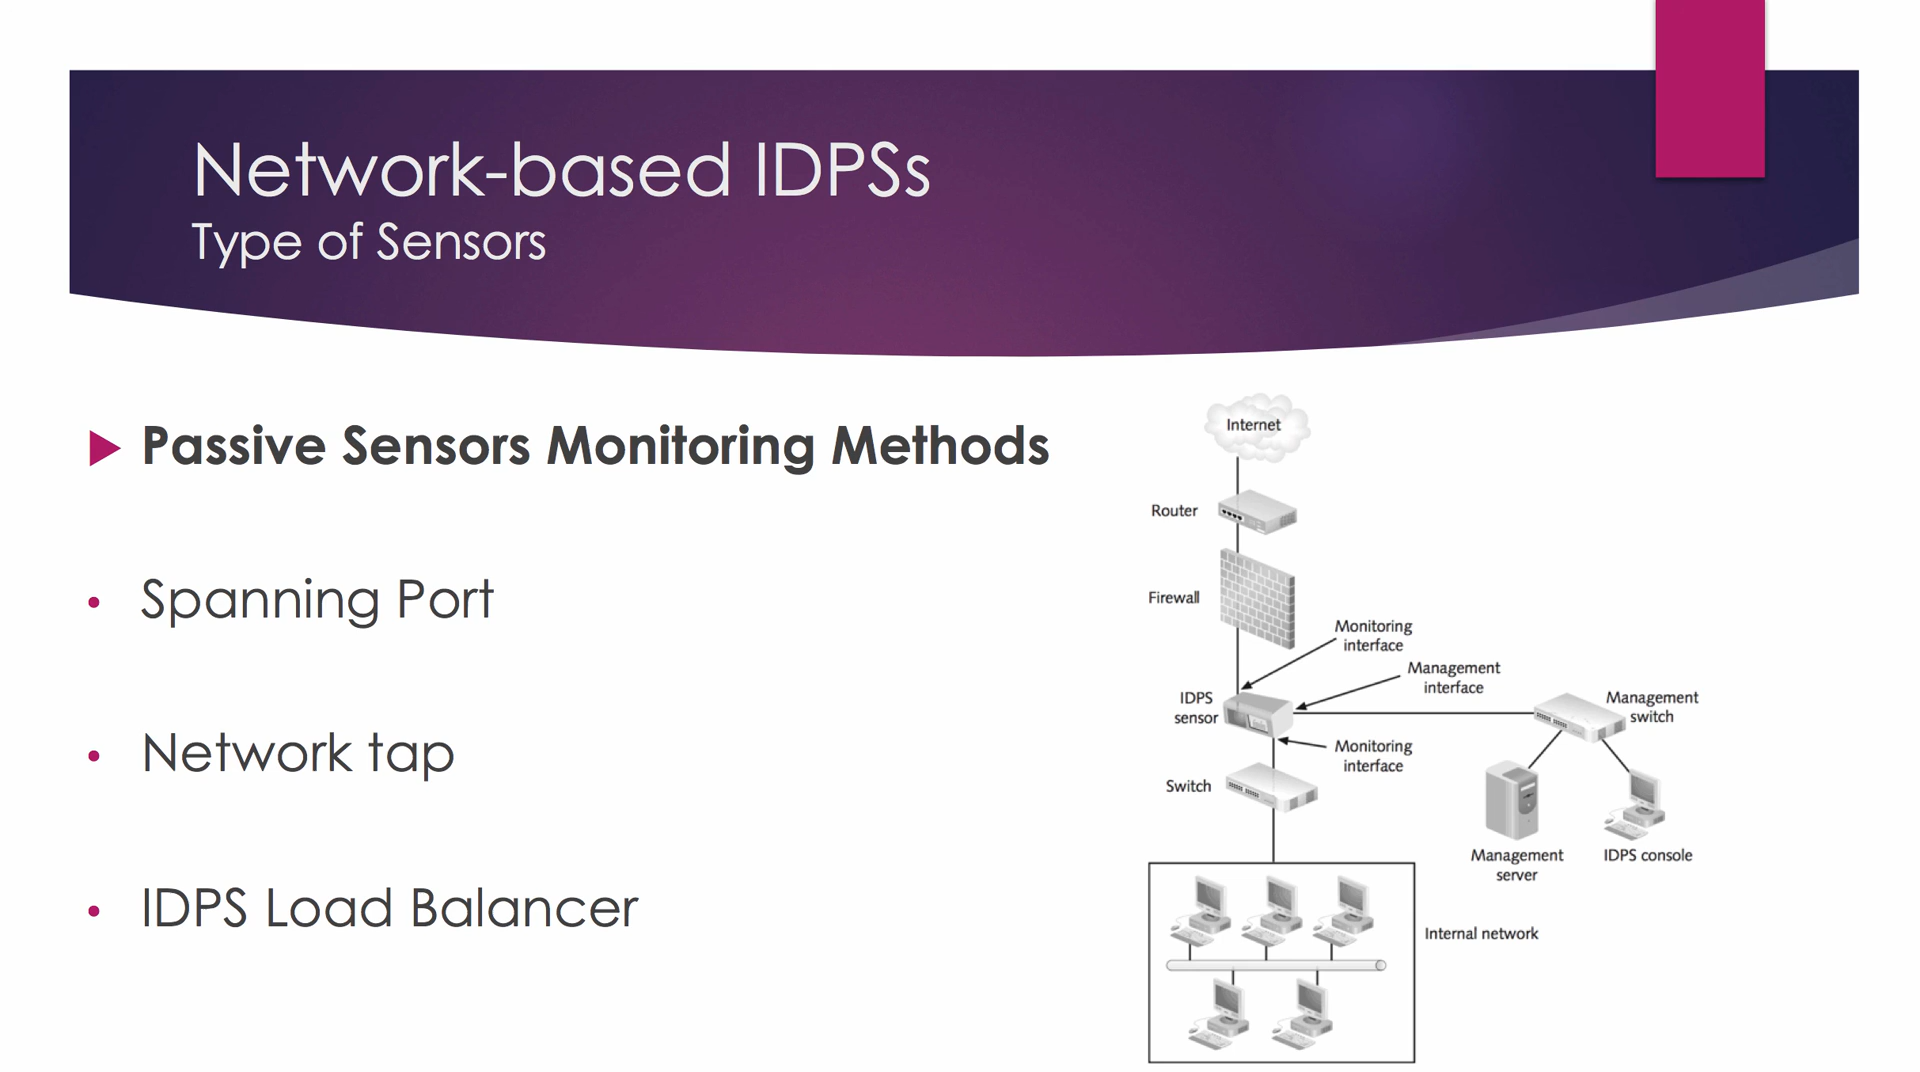 Network-based IDPSs
Type of Sensors
Passive Sensors Monitoring Methods
Spanning Port
Network tap
IDPS Load Balancer
Internet
Router
Firewall
Monitoring
interface
Management
interface
IDPS
sensor
Management
switch
Monitoring
interface
Switch
Management
server
IDPS console
Internal network